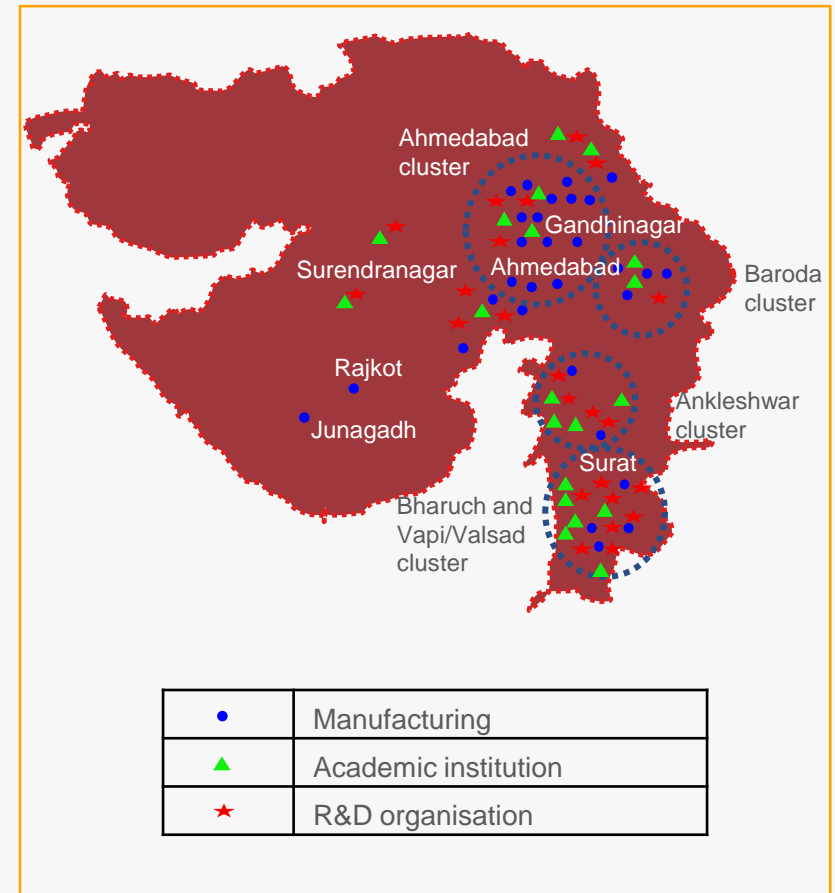 Ahmedabad
cluster
Gandhinagar
Surendranagar
Ahmedabad
Baroda
cluster
Rajkot
Junagadh
Ankleshwar
cluster
Surat
Bharuch and
Vapi/Valsad
cluster
Manufacturing
Academic institution
R&D organisation